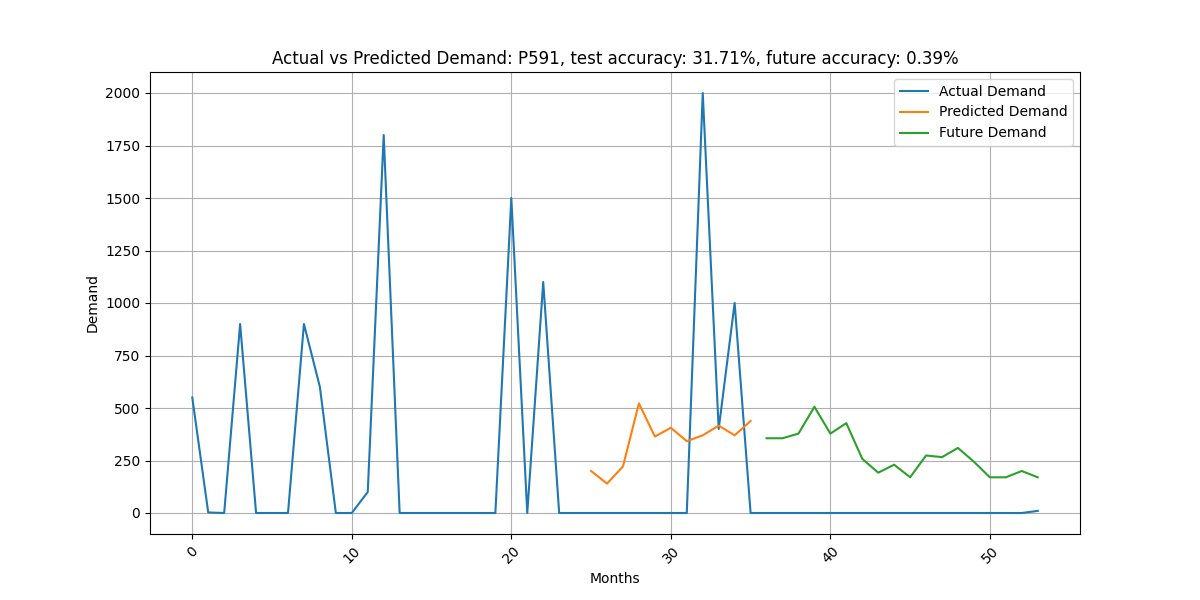 Actual vs Predicted Demand: P591, test accuracy: 31.71%, future accuracy: 0.39%
Actual Demand
Predicted Demand
Future Demand
Demand
2000
1750
1500
1250
1000
750
500
250
0
0
10
20
30
40
50
Months